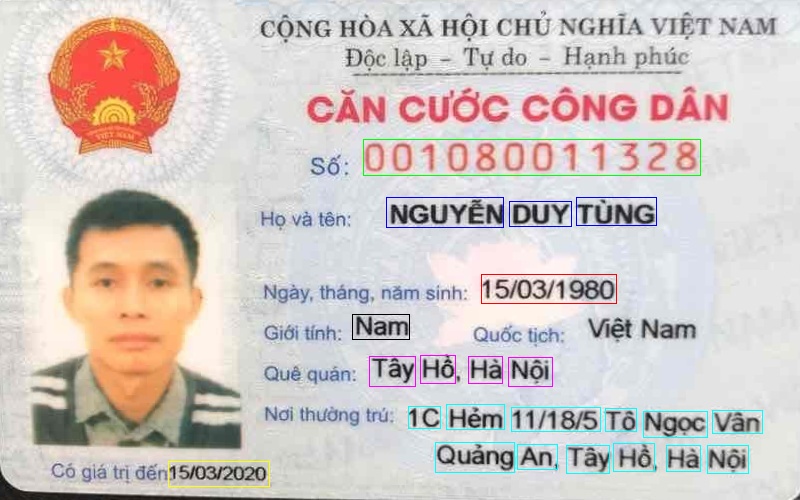 CỘNG HÒA XÃ HỘI CHỦ NGHĨA VIỆT NAM
Độc lập – Tự do – Hạnh phúc
CĂN CƯỚC CÔNG DÂN
Số: 001080011328
Họ và tên: NGUYỄN DUY TÙNG
Ngày, tháng, năm sinh: 15/03/1980
Giới tính: Nam Quốc tịch: Việt Nam
Quê quán: Tây Hồ, Hà Nội
Nơi thường trú: 1C Hẻm 11/18/5 Tô Ngọc Vân
Quảng An, Tây Hồ, Hà Nội
Có giá trị đến 15/03/2020